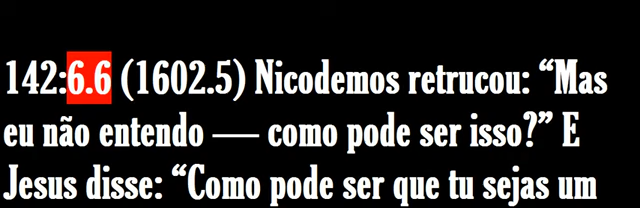 142:6.6 (1602.5) Nicodemos retrucou: “Mas
eu não entendo — como pode ser isso?” E
Jesus disse: “Como pode ser que tu sejas um